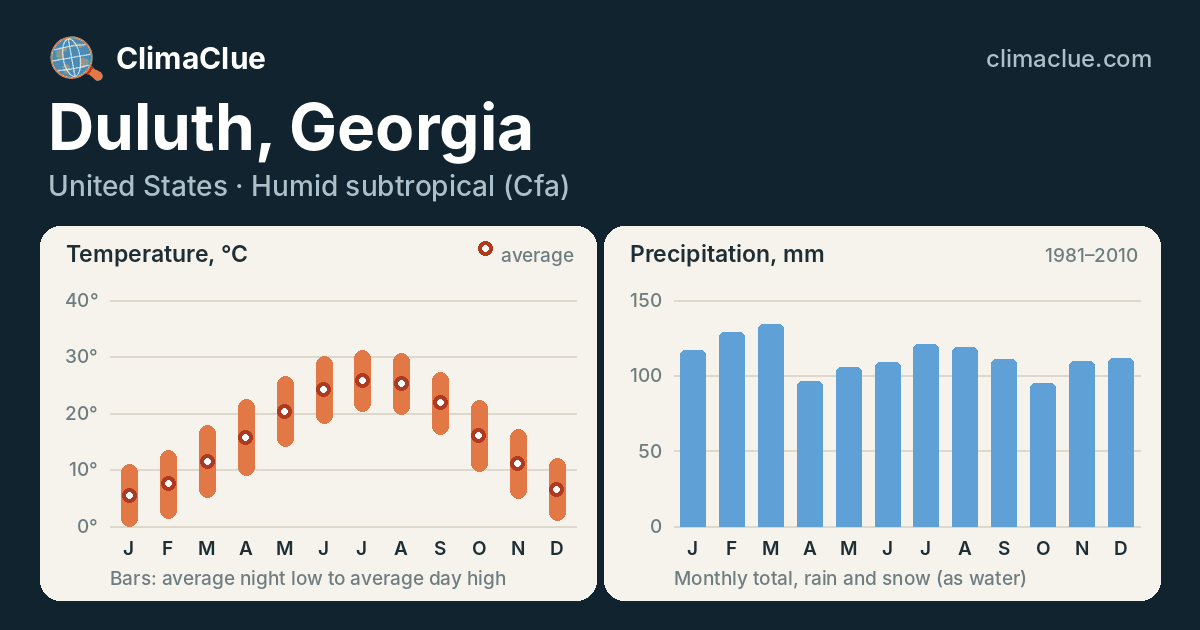 ClimaClue
climaclue.com
Duluth, Georgia
United States · Humid subtropical (Cfa)
Temperature, °C
average
40°
30°
20°
10°
0°
J F M A M J J A S O N D
Bars: average night low to average day high
Precipitation, mm
1981–2010
150
100
50
0
J F M A M J J A S O N D
Monthly total, rain and snow (as water)